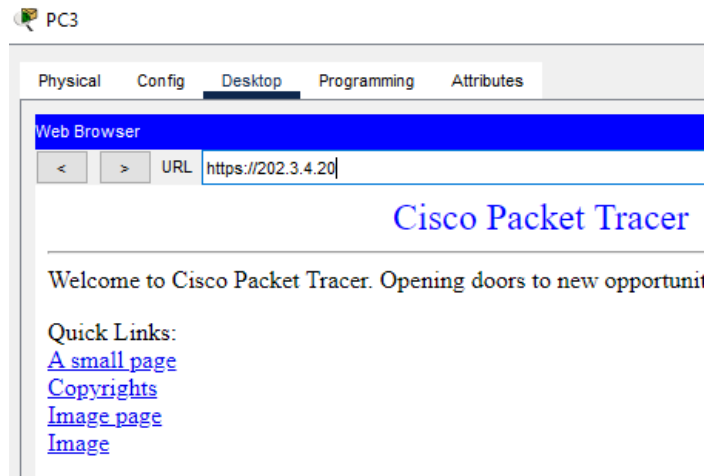 PC3
Physical Config Desktop Programming Attributes
Web Browser
< > URL https://202.3.4.20
Cisco Packet Tracer
Welcome to Cisco Packet Tracer. Opening doors to new opportunit
Quick Links:
A small page
Copyrights
Image page
Image